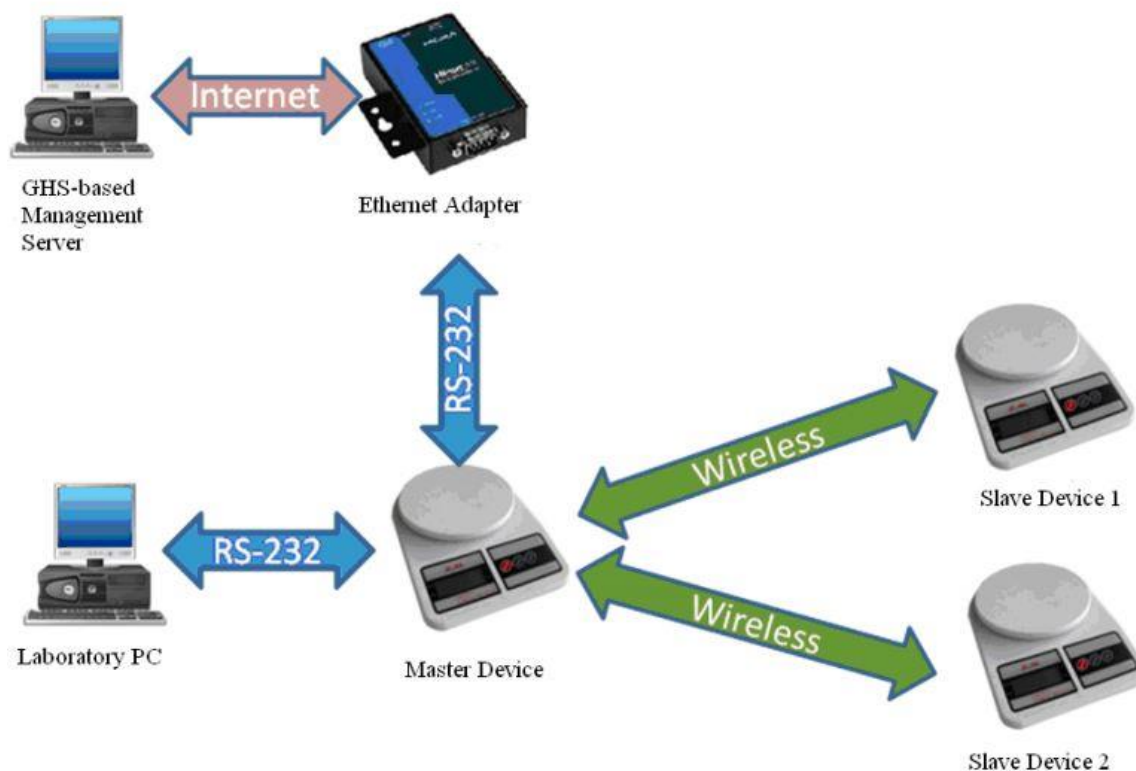 Internet
GHS-based
Management
Server
Ethernet Adapter
RS-232
Wireless
Slave Device 1
RS-232
Wireless
Laboratory PC
Master Device
Slave Device 2